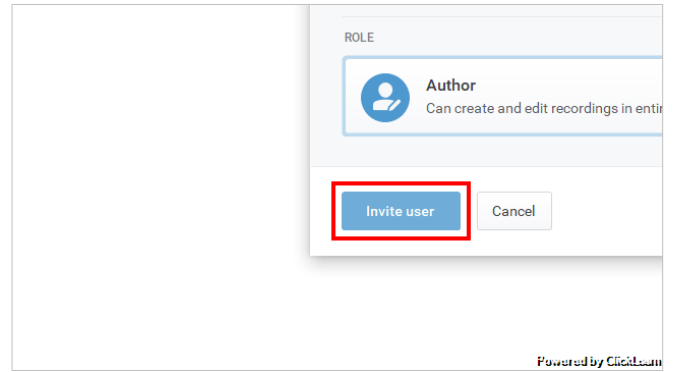 ROLE
Author
Can create and edit recordings in entir
Invite user
Cancel
Powered by ClickLearn